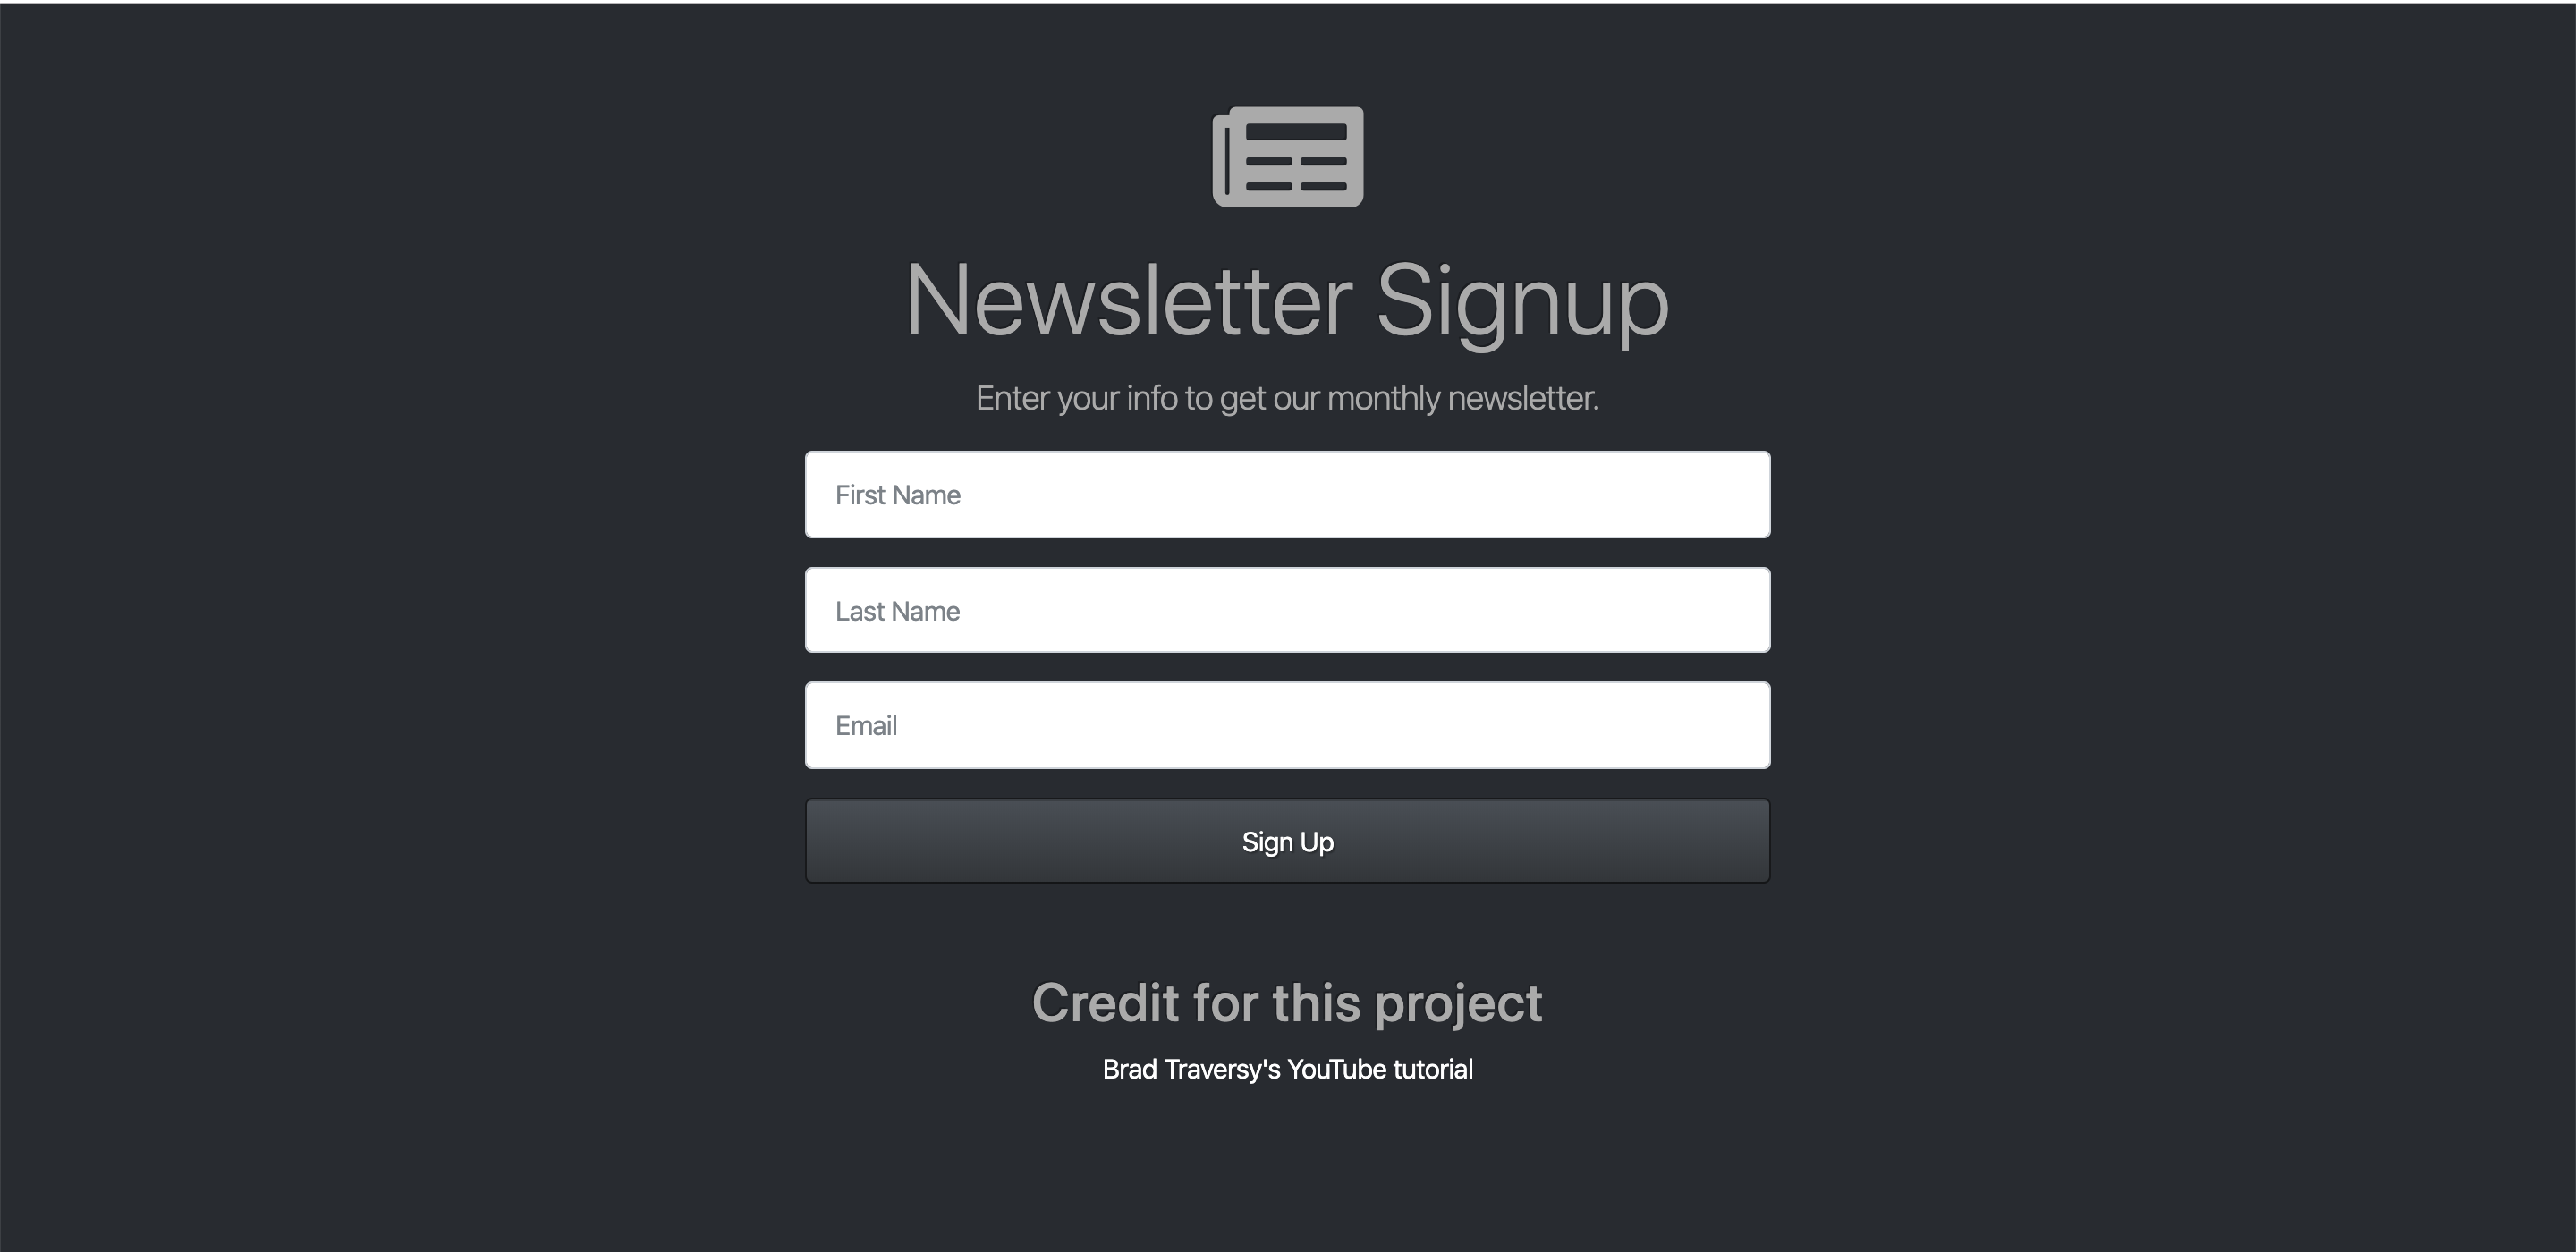 Newsletter Signup
Enter your info to get our monthly newsletter.
First Name
Last Name
Email
Sign Up
Credit for this project
Brad Traversy's YouTube tutorial